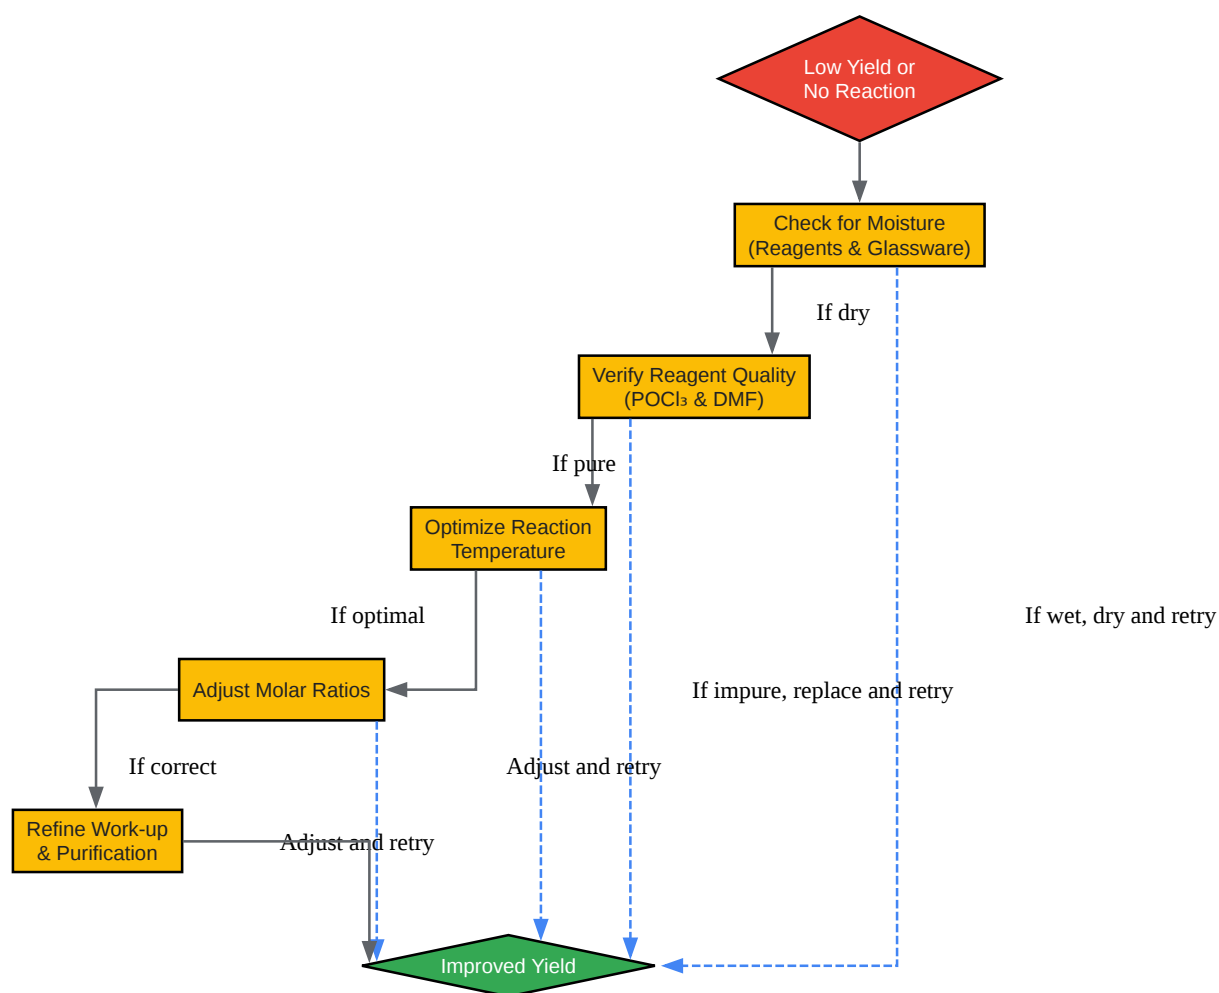 Low Yield or
No Reaction
Check for Moisture
(Reagents & Glassware)
If dry
Verify Reagent Quality
(POCl₃ & DMF)
If pure
Optimize Reaction
Temperature
If optimal
If wet, dry and retry
Adjust Molar Ratios
If impure, replace and retry
If correct
Adjust and retry
Refine Work-up
& Purification
Adjust and retry
Improved Yield